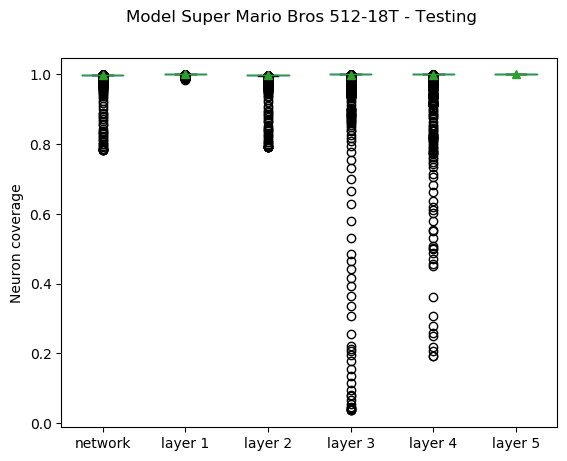 Model Super Mario Bros 512-18T - Testing
1.0
0.8
0.6
0.4
0.2
0.0
Neuron coverage
network layer 1 layer 2 layer 3 layer 4 layer 5